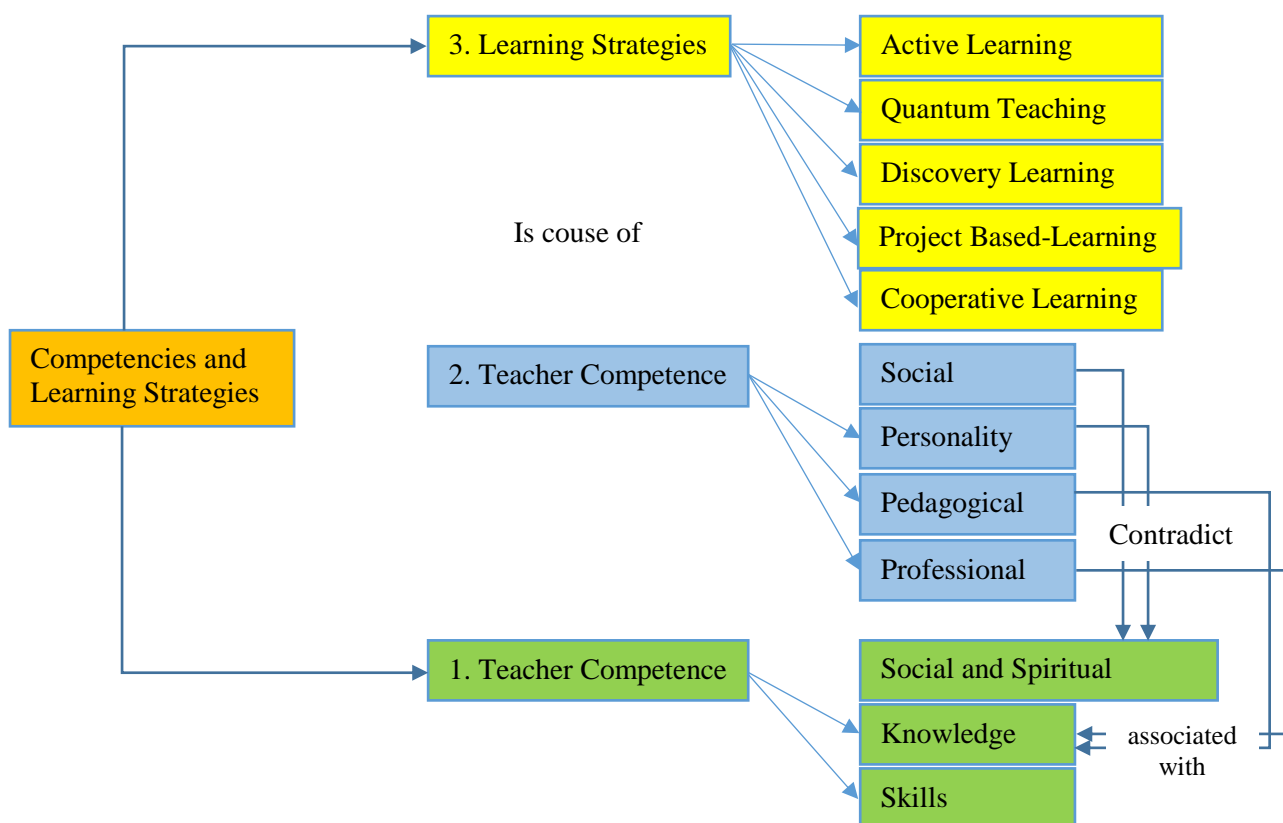 3. Learning Strategies
Active Learning
Quantum Teaching
Discovery Learning
Project Based-Learning
Cooperative Learning
Is couse of
Competencies and
Learning Strategies
2. Teacher Competence
Social
Personality
Pedagogical
Professional
Contradict
1. Teacher Competence
Social and Spiritual
Knowledge
Skills
associated
with